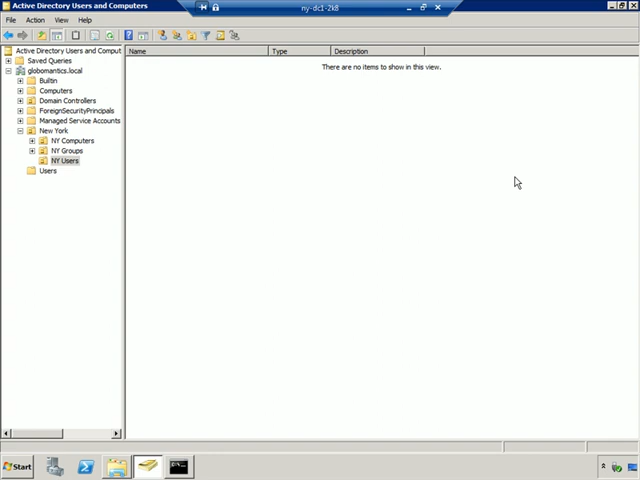 Active Directory Users and Computers
ny-dc1-2k8
File Action View Help
Active Directory Users and Comput
Name Type Description
Saved Queries
There are no items to show in this view.
globomantics.local
Builtin
Computers
Domain Controllers
ForeignSecurityPrincipals
Managed Service Accounts
New York
NY Computers
NY Groups
NY Users
Users
Start